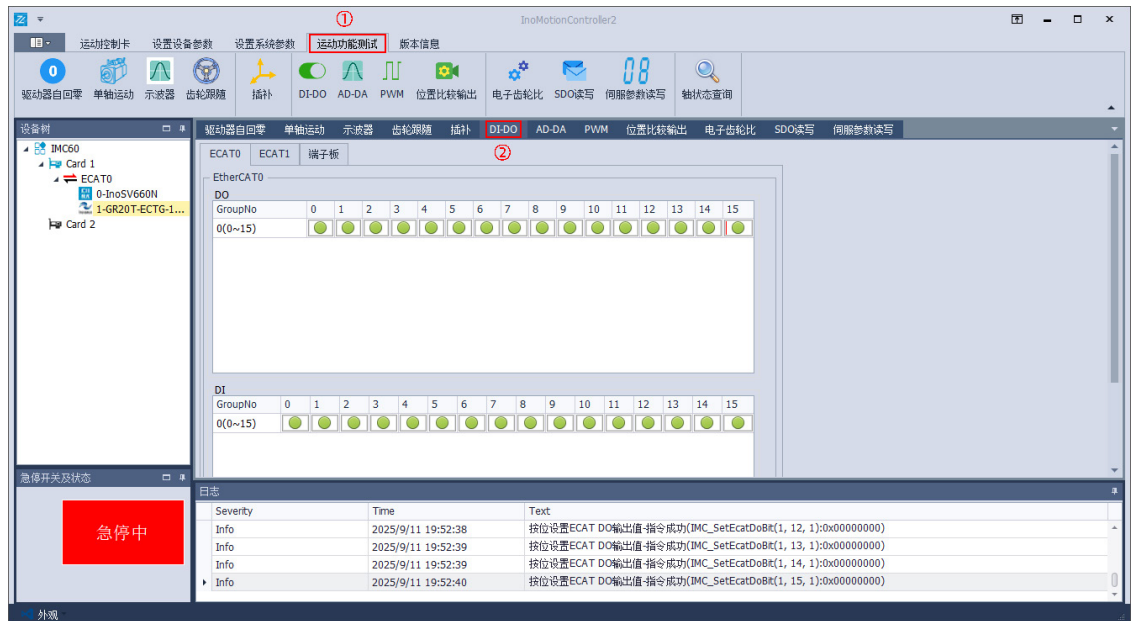 ①
InoMotionController2
运动控制卡 设置设备参数 设置系统参数 运动功能测试 版本信息
驱动器自回零 单轴运动 示波器 齿轮跟随 插补 DI-DO AD-DA PWM 位置比较输出 电子齿轮比 SDO读写 伺服参数读写 轴状态查询
设备树
驱动器自回零 单轴运动 示波器 齿轮跟随 插补 DI-DO AD-DA PWM 位置比较输出 电子齿轮比 SDO读写 伺服参数读写
IMC60
Card 1
ECAT0
0-InoSV660N
1-GR20T-ECTG-1...
Card 2
②
ECAT0 ECAT1 端子板
EtherCAT0
DO
GroupNo 0 1 2 3 4 5 6 7 8 9 10 11 12 13 14 15
0(0~15)
DI
GroupNo 0 1 2 3 4 5 6 7 8 9 10 11 12 13 14 15
0(0~15)
急停开关及状态
急停中
日志
Severity Time Text
Info 2025/9/11 19:52:38 按位设置ECAT DO输出值-指令成功(IMC_SetEcatDoBit(1, 12, 1):0x00000000)
Info 2025/9/11 19:52:39 按位设置ECAT DO输出值-指令成功(IMC_SetEcatDoBit(1, 13, 1):0x00000000)
Info 2025/9/11 19:52:39 按位设置ECAT DO输出值-指令成功(IMC_SetEcatDoBit(1, 14, 1):0x00000000)
Info 2025/9/11 19:52:40 按位设置ECAT DO输出值-指令成功(IMC_SetEcatDoBit(1, 15, 1):0x00000000)
外观